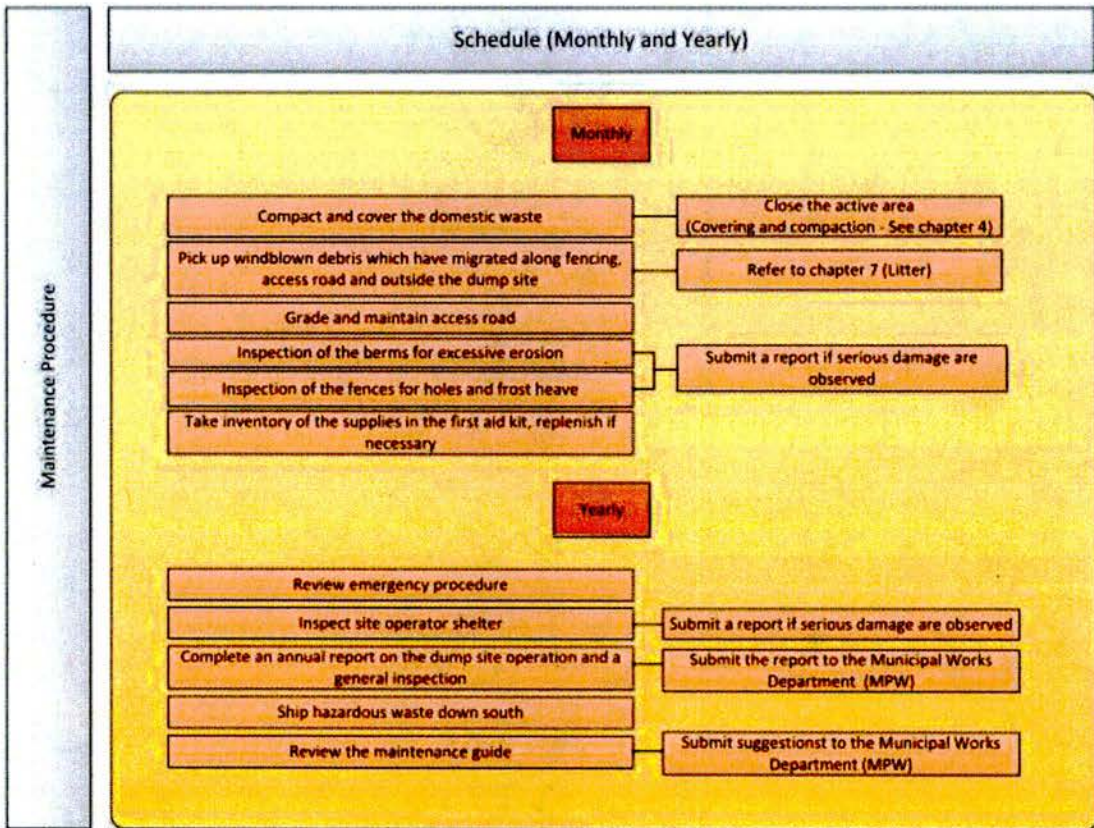 Schedule (Monthly and Yearly)
Maintenance Procedure
Monthly
Compact and cover the domestic waste
Close the active area
(Covering and compaction - See chapter 4)
Pick up windblown debris which have migrated along fencing,
access road and outside the dump site
Refer to chapter 7 (Litter)
Grade and maintain access road
Inspection of the berms for excessive erosion
Inspection of the fences for holes and frost heave
Submit a report if serious damage are
observed
Take inventory of the supplies in the first aid kit, replenish if
necessary
Yearly
Review emergency procedure
Inspect site operator shelter
Submit a report if serious damage are observed
Complete an annual report on the dump site operation and a
general inspection
Submit the report to the Municipal Works
Department (MPW)
Ship hazardous waste down south
Review the maintenance guide
Submit suggestionst to the Municipal Works
Department (MPW)